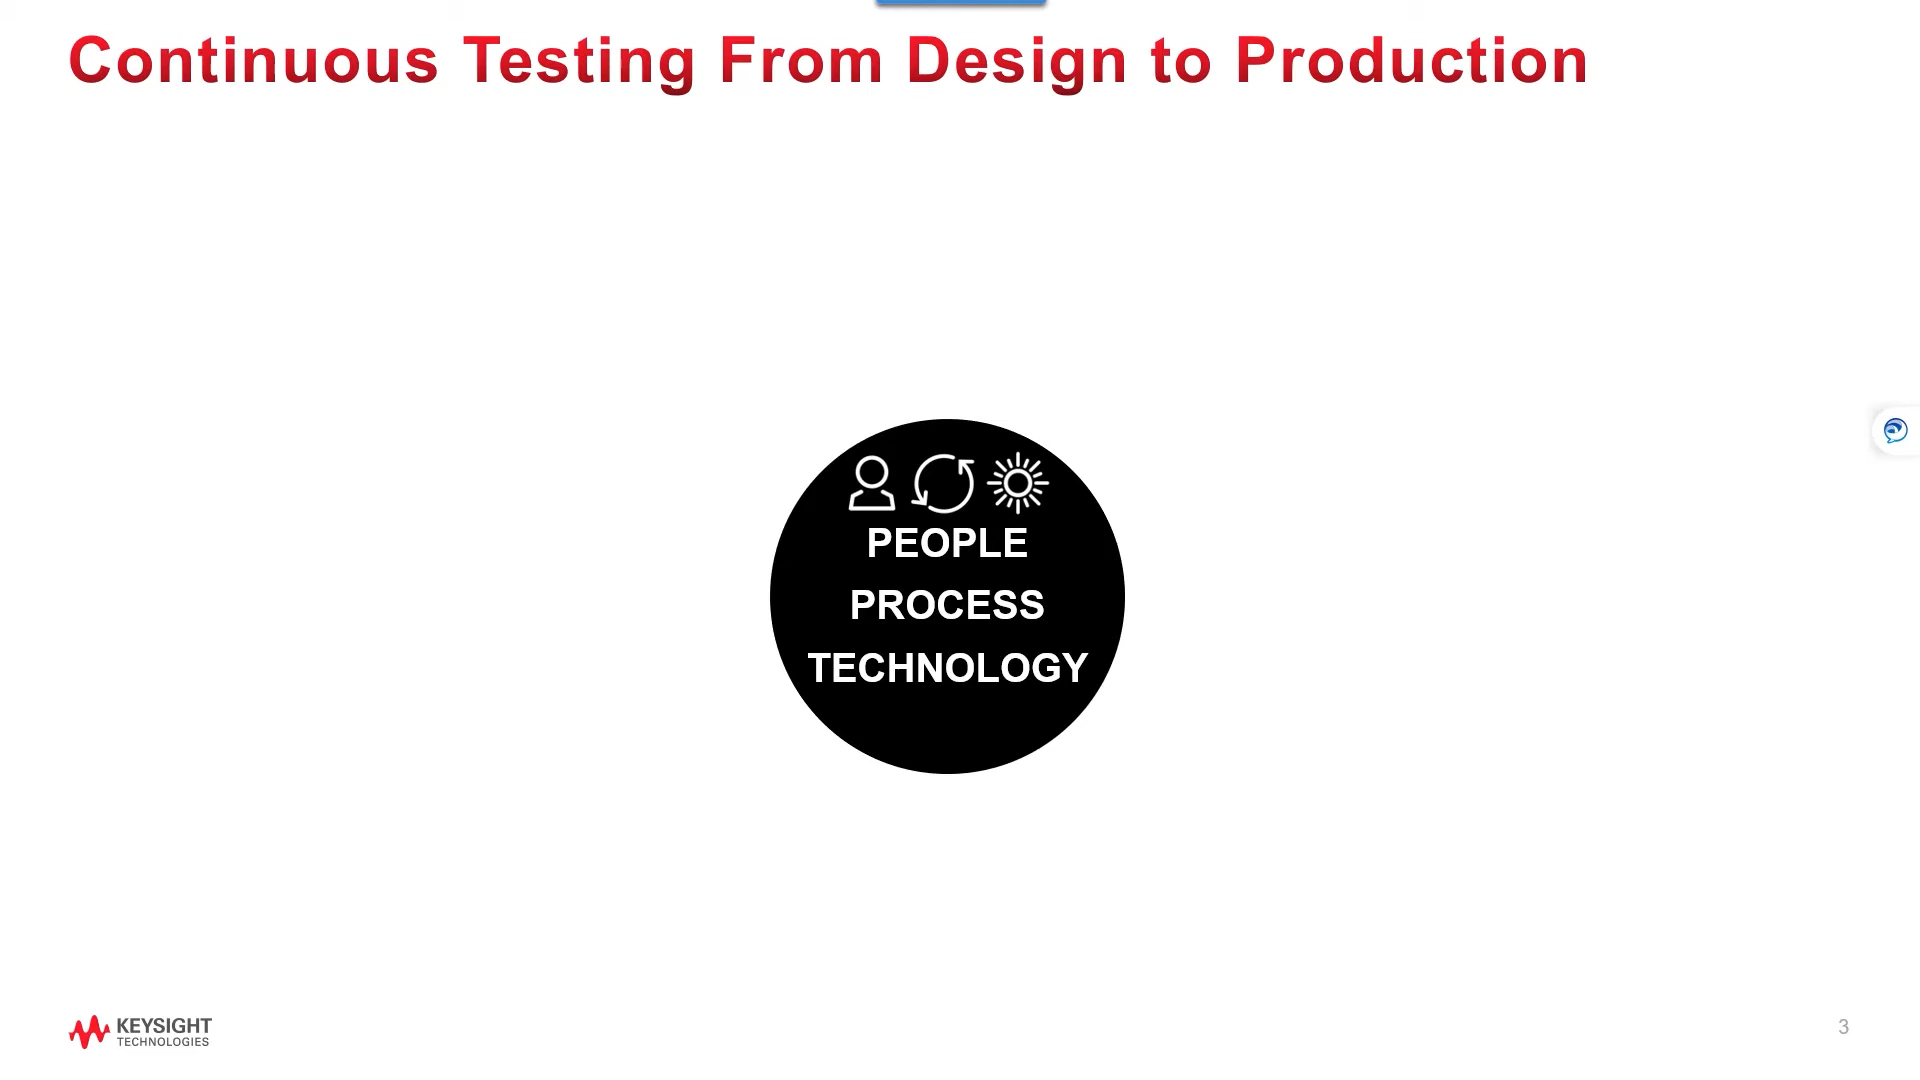 Continuous Testing From Design to Production
PEOPLE
PROCESS
TECHNOLOGY
KEYSIGHT
TECHNOLOGIES
3